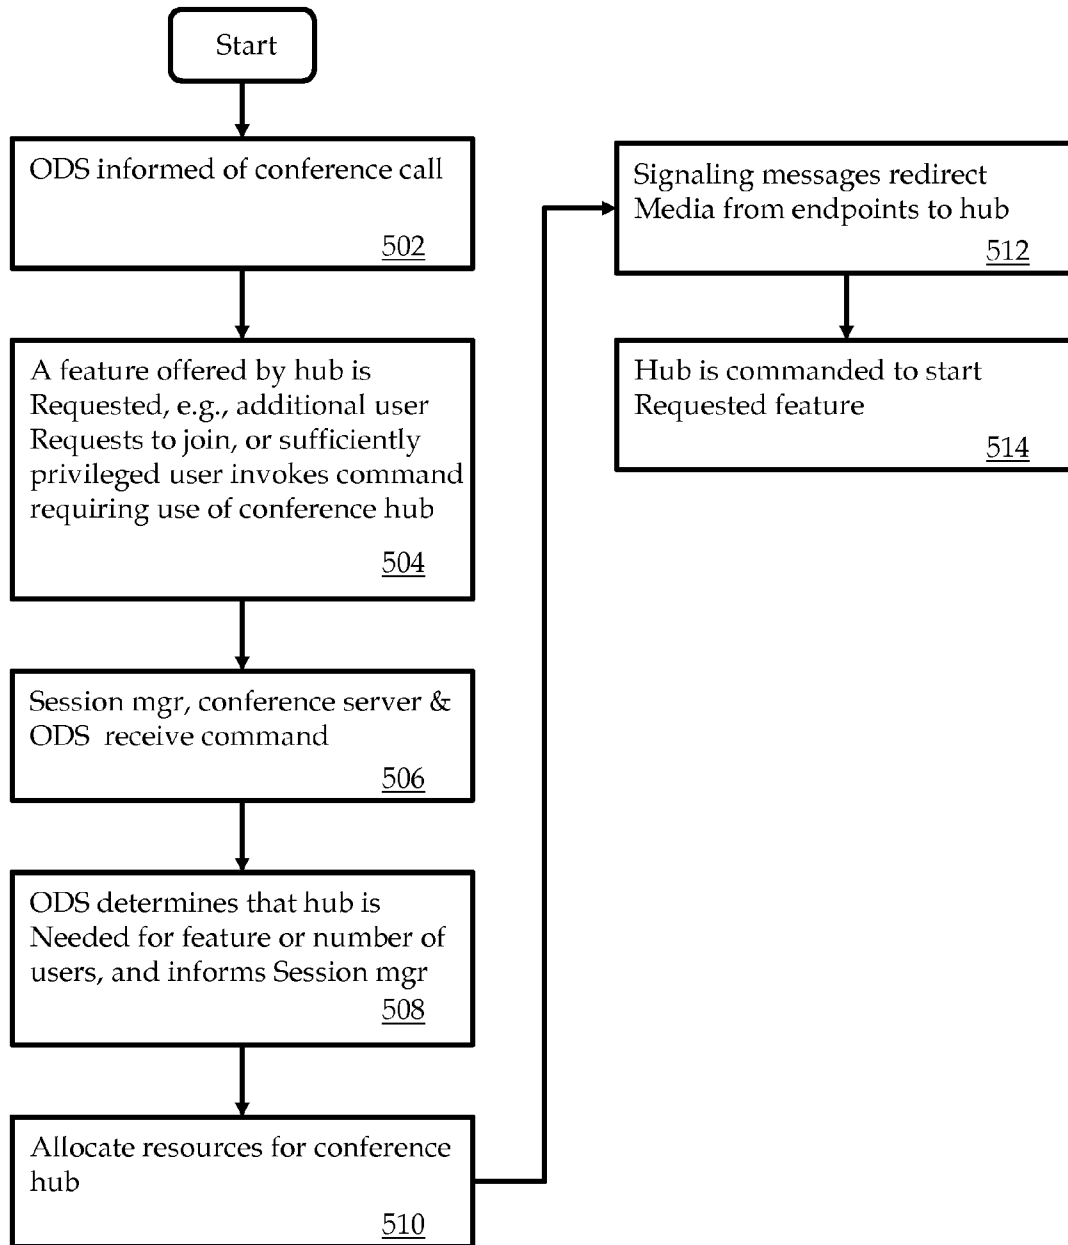 Start
ODS informed of conference call
502
A feature offered by hub is
Requested, e.g., additional user
Requests to join, or sufficiently
privileged user invokes command
requiring use of conference hub
504
Session mgr, conference server &
ODS receive command
506
ODS determines that hub is
Needed for feature or number of
users, and informs Session mgr
508
Allocate resources for conference
hub
510
Signaling messages redirect
Media from endpoints to hub
512
Hub is commanded to start
Requested feature
514